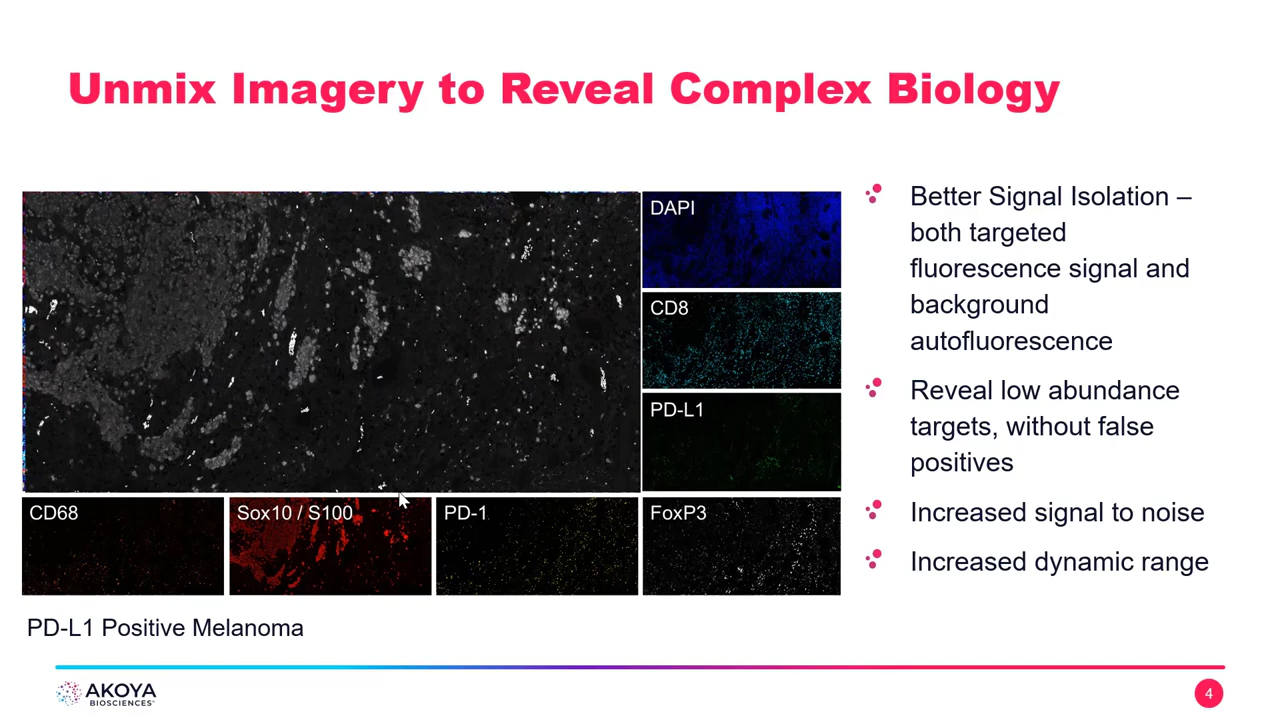 Unmix Imagery to Reveal Complex Biology
DAPI
CD8
PD-L1
CD68
Sox10 / S100
PD-1
FoxP3
PD-L1 Positive Melanoma
Better Signal Isolation –
both targeted
fluorescence signal and
background
autofluorescence
Reveal low abundance
targets, without false
positives
Increased signal to noise
Increased dynamic range
AKOYA
BIOSCIENCES
4